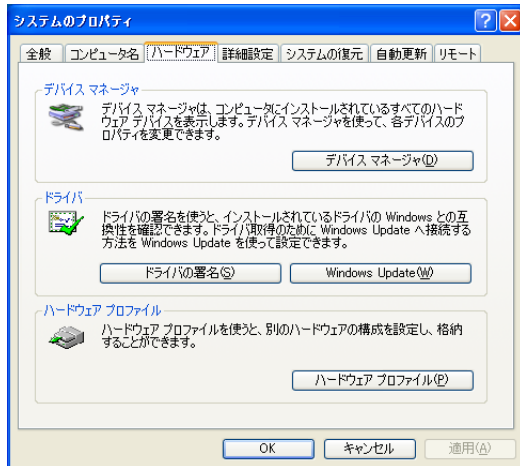 システムのプロパティ
全般 コンピュータ名 ハードウェア 詳細設定 システムの復元 自動更新 リモート
デバイス マネージャ
デバイス マネージャは、コンピュータにインストールされているすべてのハード
ウェア デバイスを表示します。デバイス マネージャを使って、各デバイスのプ
ロパティを変更できます。
デバイス マネージャ(D)
ドライバ
ドライバの署名を使うと、インストールされているドライバの Windows との互
換性を確認できます。ドライバ取得のために Windows Update へ接続する
方法を Windows Update を使って設定できます。
ドライバの署名(S) Windows Update(W)
ハードウェア プロファイル
ハードウェア プロファイルを使うと、別のハードウェアの構成を設定し、格納
することができます。
ハードウェア プロファイル(P)
OK キャンセル 適用(A)